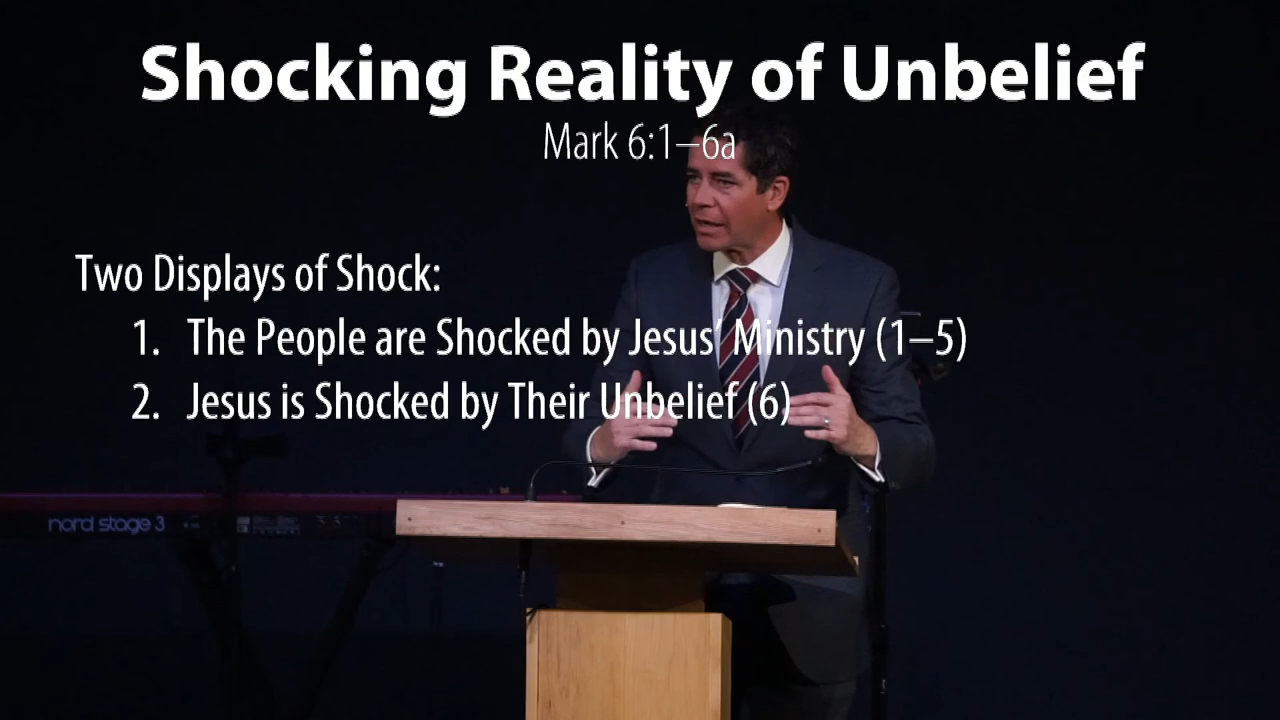 Shocking Reality of Unbelief
Mark 6:1–6a
Two Displays of Shock:
1. The People are Shocked by Jesus’ Ministry (1–5)
2. Jesus is Shocked by Their Unbelief (6)
nord stage 3